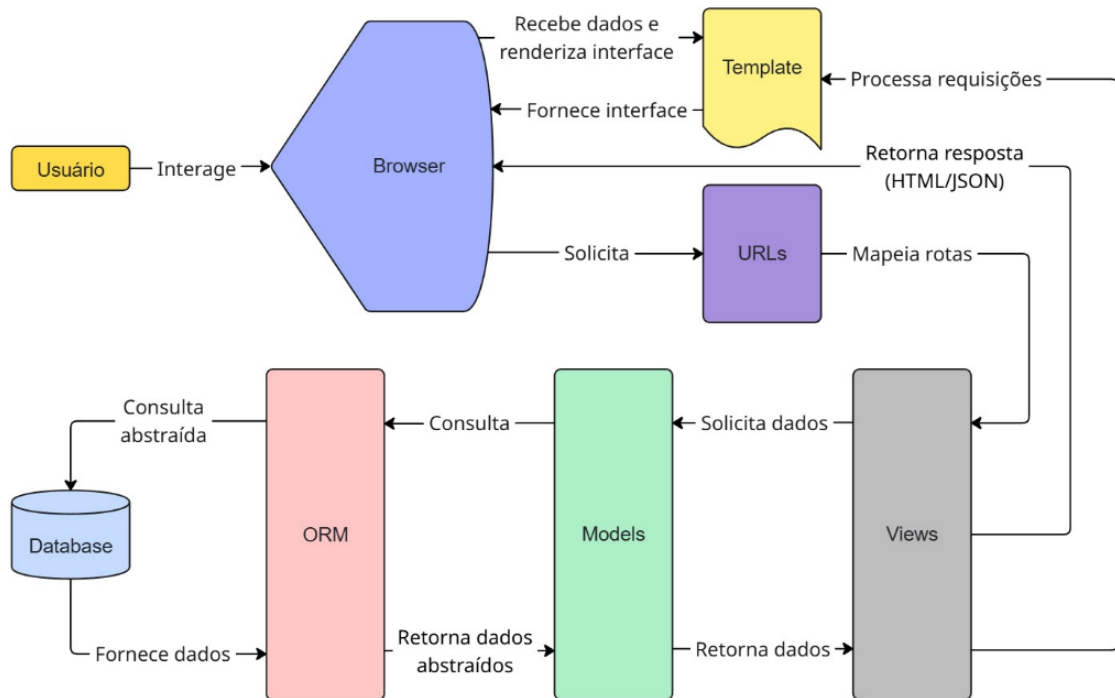 Recebe dados e
renderiza interface
Template
Processa requisições
Fornece interface
Usuário
Interage
Browser
Retorna resposta
(HTML/JSON)
Solicita
URLs
Mapeia rotas
Consulta
abstraída
Consulta
Solicita dados
Database
ORM
Models
Views
Fornece dados
Retorna dados
abstraídos
Retorna dados